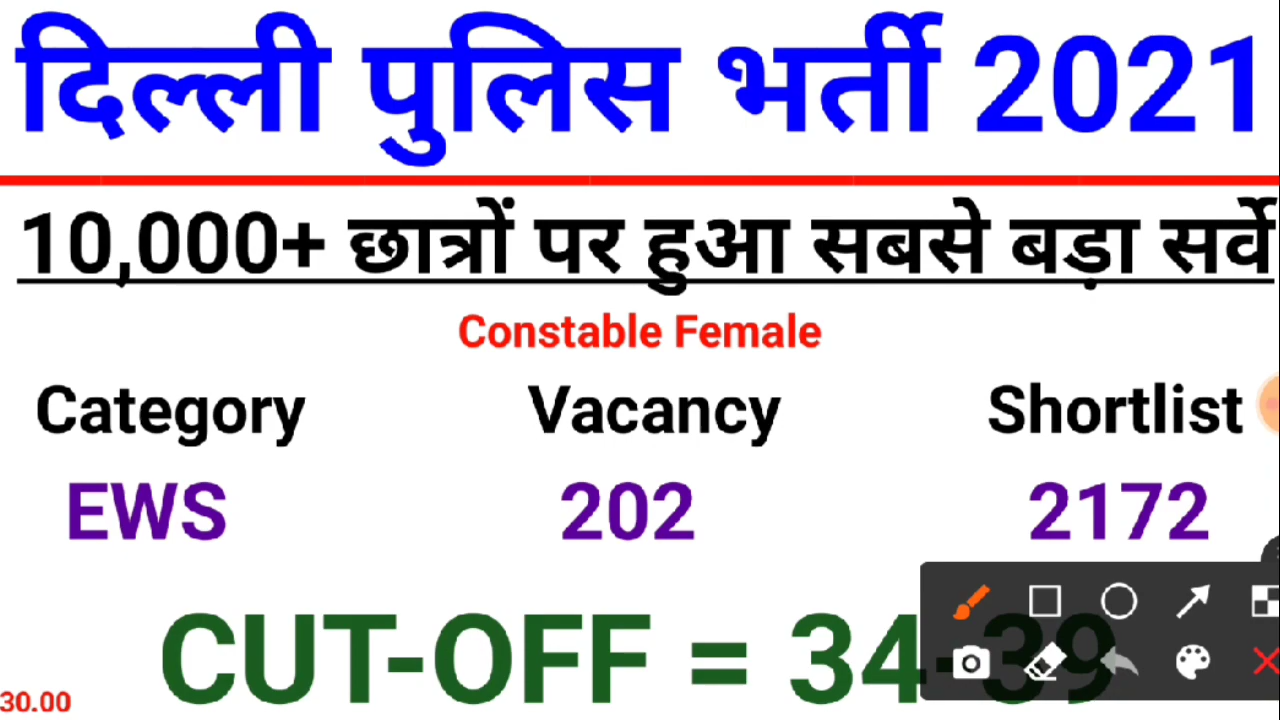 दिल्ली पुलिस भर्ती 2021
10,000+ छात्रों पर हुआ सबसे बड़ा सर्वे
Constable Female
Category Vacancy Shortlist
EWS 202 2172
CUT-OFF = 34-39
30.00